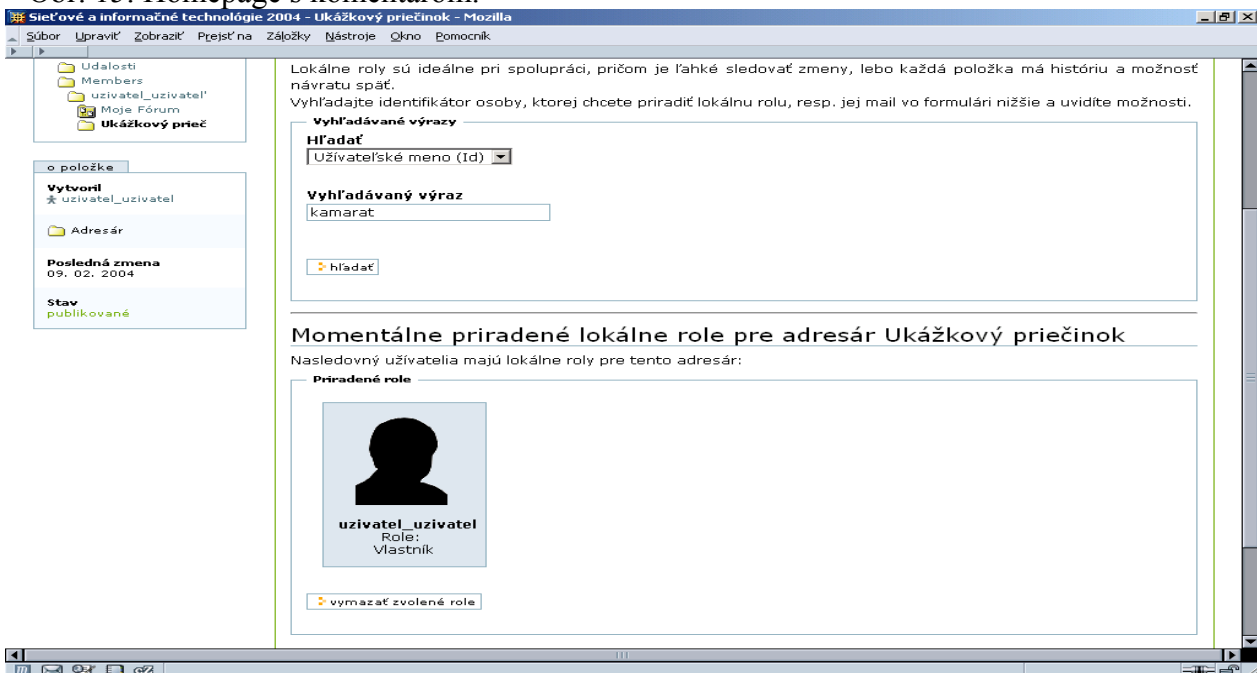 Obr. 15: Homepage s komentárom.
Sieťové a informačné technológie 2004 - Ukážkový priečinok - Mozilla
Súbor Upraviť Zobraziť Prejsť na Záložky Nástroje Okno Pomocník
Udalosti
Members
uzivatel_uzivatel'
Moje Fórum
Ukážkový prieč
o položke
Vytvoril
uzivatel_uzivatel
Adresár
Posledná zmena
09. 02. 2004
Stav
publikované
Lokálne roly sú ideálne pri spolupráci, pričom je ľahké sledovať zmeny, lebo každá položka má históriu a možnosť
návratu späť.
Vyhľadajte identifikátor osoby, ktorej chcete priradiť lokálnu rolu, resp. jej mail vo formulári nižšie a uvidíte možnosti.
Vyhľadávané výrazy
Hľadať
Užívateľské meno (Id)
Vyhľadávaný výraz
kamarat
hľadať
Momentálne priradené lokálne role pre adresár Ukážkový priečinok
Nasledovný užívatelia majú lokálne roly pre tento adresár:
Priradené role
uzivatel_uzivatel
Role:
Vlastník
vymazať zvolené role